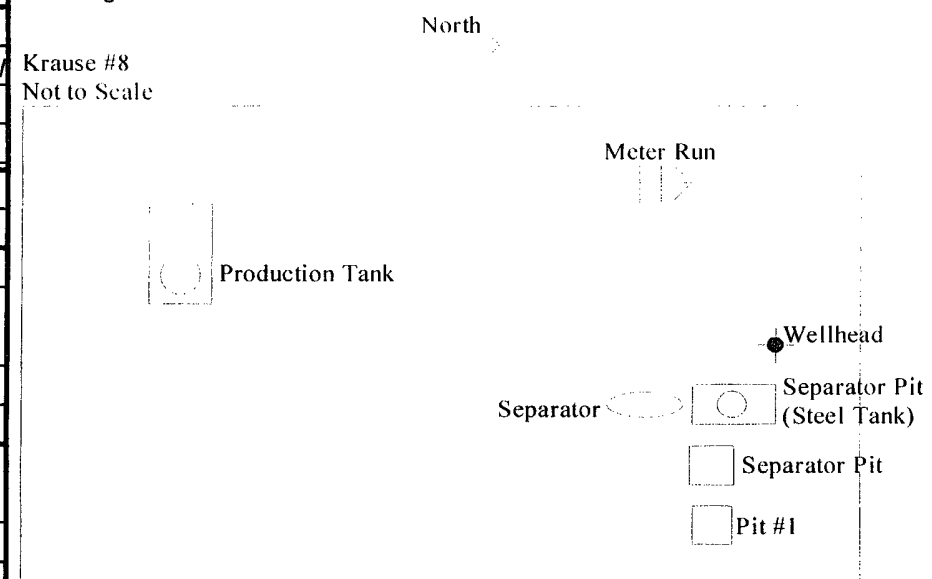 North
Krause #8
Not to Scale
Meter Run
Production Tank
Wellhead
Separator
Separator Pit
(Steel Tank)
Separator Pit
Pit #1